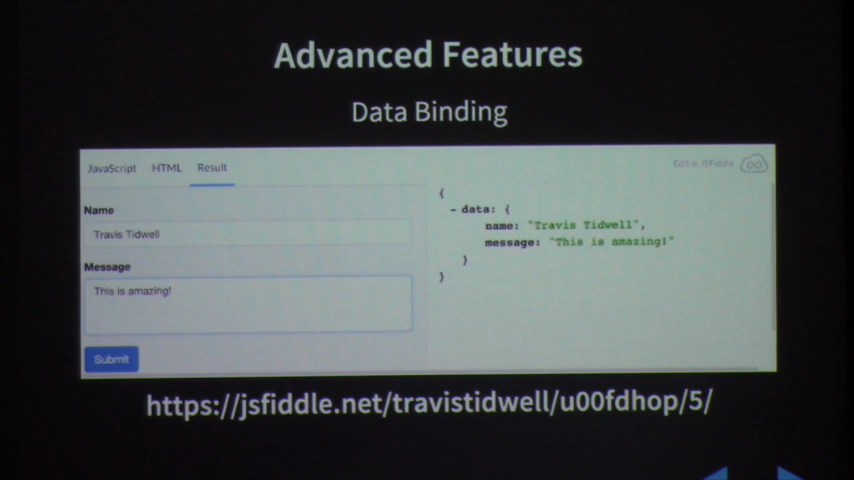 Advanced Features
Data Binding
JavaScript HTML Result
Edit in JSFiddle
Name
Travis Tidwell
Message
This is amazing!
Submit
{
- data: {
name: "Travis Tidwell",
message: "This is amazing!"
}
}
https://jsfiddle.net/travistidwell/u00fdhop/5/